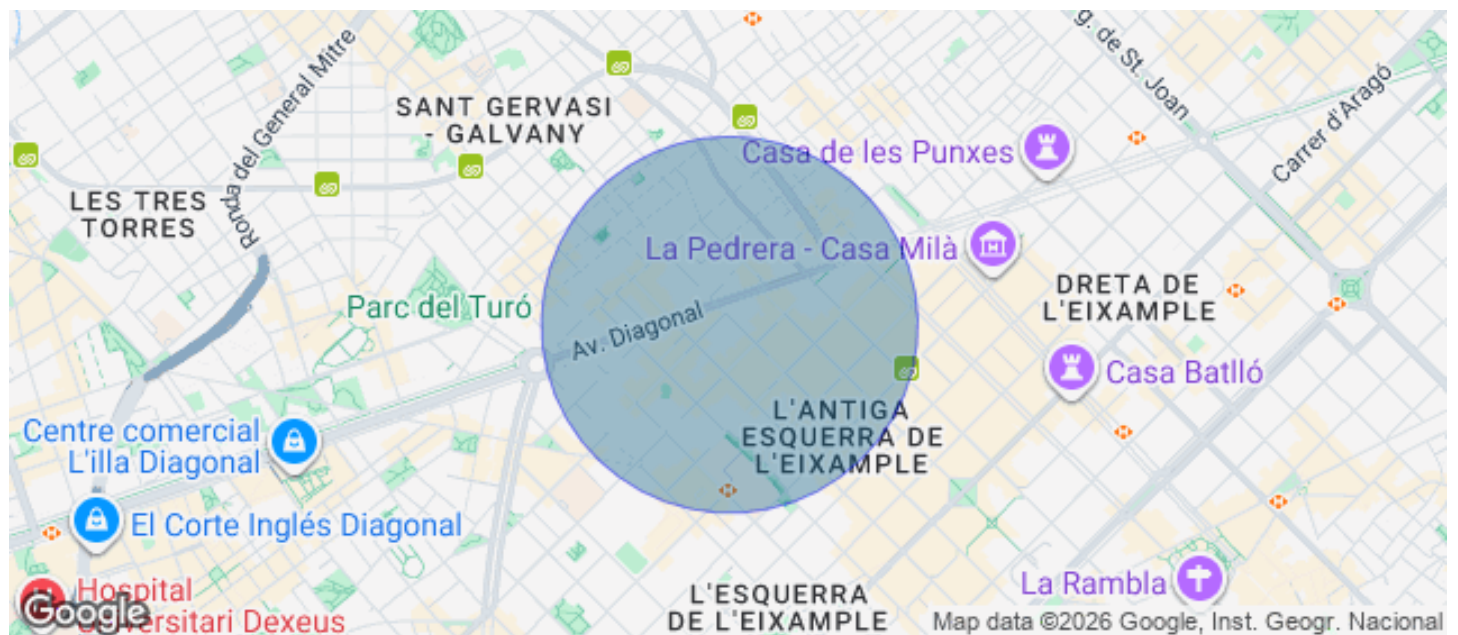 g. de St. Joan
Ronda del General Mitre
SANT GERVASI
- GALVANY
Carrer d'Aragó
Casa de les Punxes
LES TRES
TORRES
La Pedrera - Casa Milà
DRETA DE
L'EIXAMPLE
Parc del Turó
Av. Diagonal
Casa Batlló
L'ANTIGA
ESQUERRA DE
L'EIXAMPLE
Centre comercial
L'illa Diagonal
El Corte Inglés Diagonal
La Rambla
Hospital
Universitari Dexeus
L'ESQUERRA
DE L'EIXAMPLE
Google
Map data ©2026 Google, Inst. Geogr. Nacional